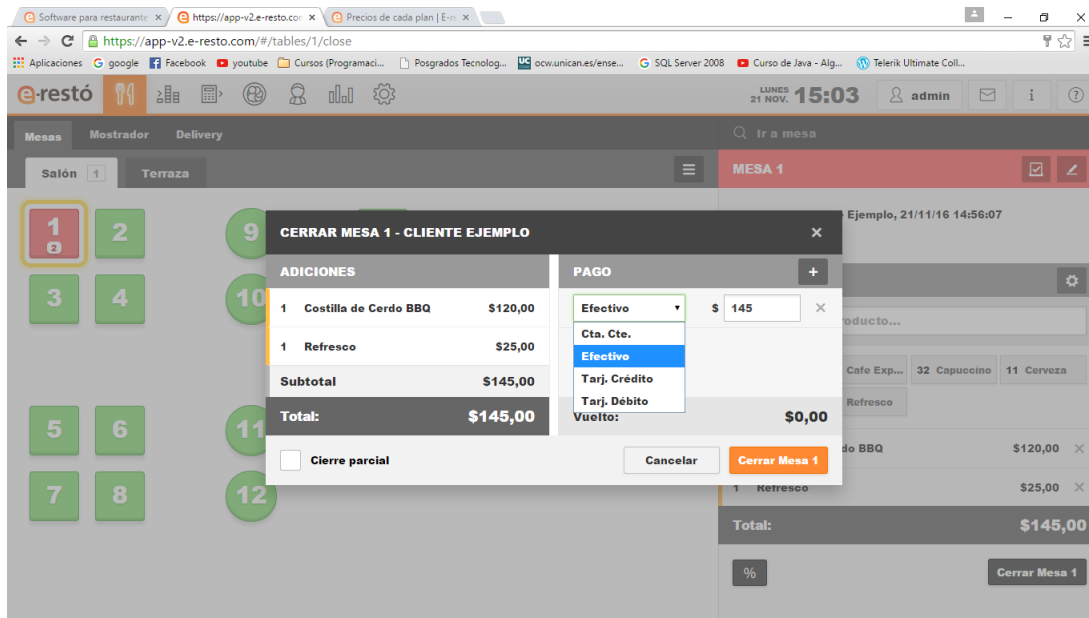 Software para restaurante
https://app-v2.e-resto.cor
Precios de cada plan | E-re
https://app-v2.e-resto.com/#/tables/1/close
Aplicaciones google Facebook youtube Cursos (Programaci... Posgrados Tecnolog... ocw.unican.es/ense... SQL Server 2008 Curso de Java - Alg... Telerik Ultimate Coll...
e-restó
LUNES
21 NOV. 15:03 admin
Mesas Mostrador Delivery
Ir a mesa
Salón 1 Terraza
MESA 1
Ejemplo, 21/11/16 14:56:07
1 2 9
2
3 4 10
5 6 11
7 8 12
CERRAR MESA 1 - CLIENTE EJEMPLO
ADICIONES
1 Costilla de Cerdo BBQ $120,00
1 Refresco $25,00
Subtotal $145,00
Total: $145,00
PAGO +
Efectivo $ 145
Cta. Cte.
Efectivo
Tarj. Crédito
Tarj. Débito
Vuelto: $0,00
Cierre parcial
Cancelar Cerrar Mesa 1
oducto...
Cafe Exp... 32 Capuccino 11 Cerveza
Refresco
do BBQ $120,00
1 Refresco $25,00
Total: $145,00
% Cerrar Mesa 1